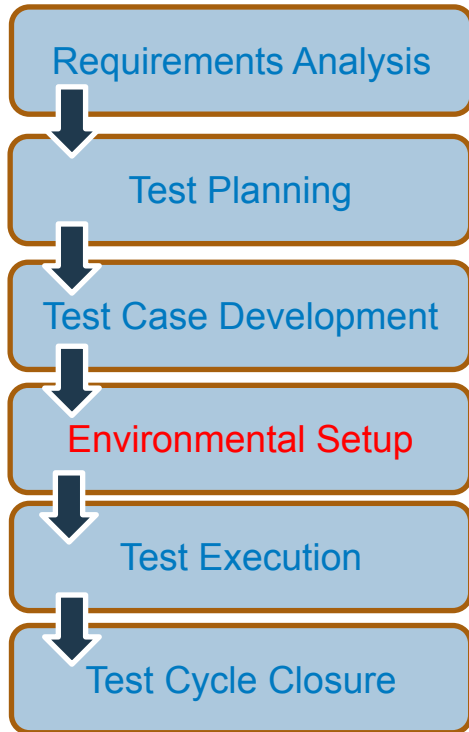 Requirements Analysis
Test Planning
Test Case Development
Environmental Setup
Test Execution
Test Cycle Closure